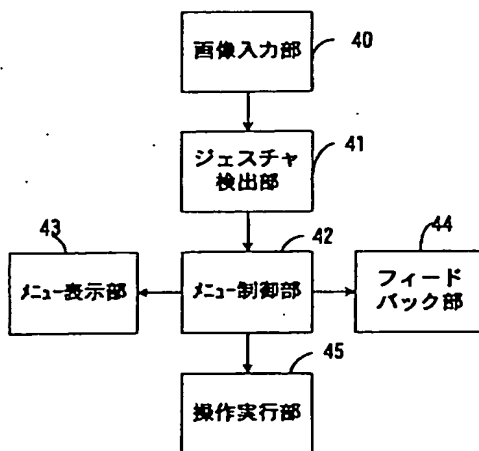 画像入力部
40
ジェスチャ
検出部
41
43
42
44
メニュー表示部
メニュー制御部
フィード
バック部
45
操作実行部